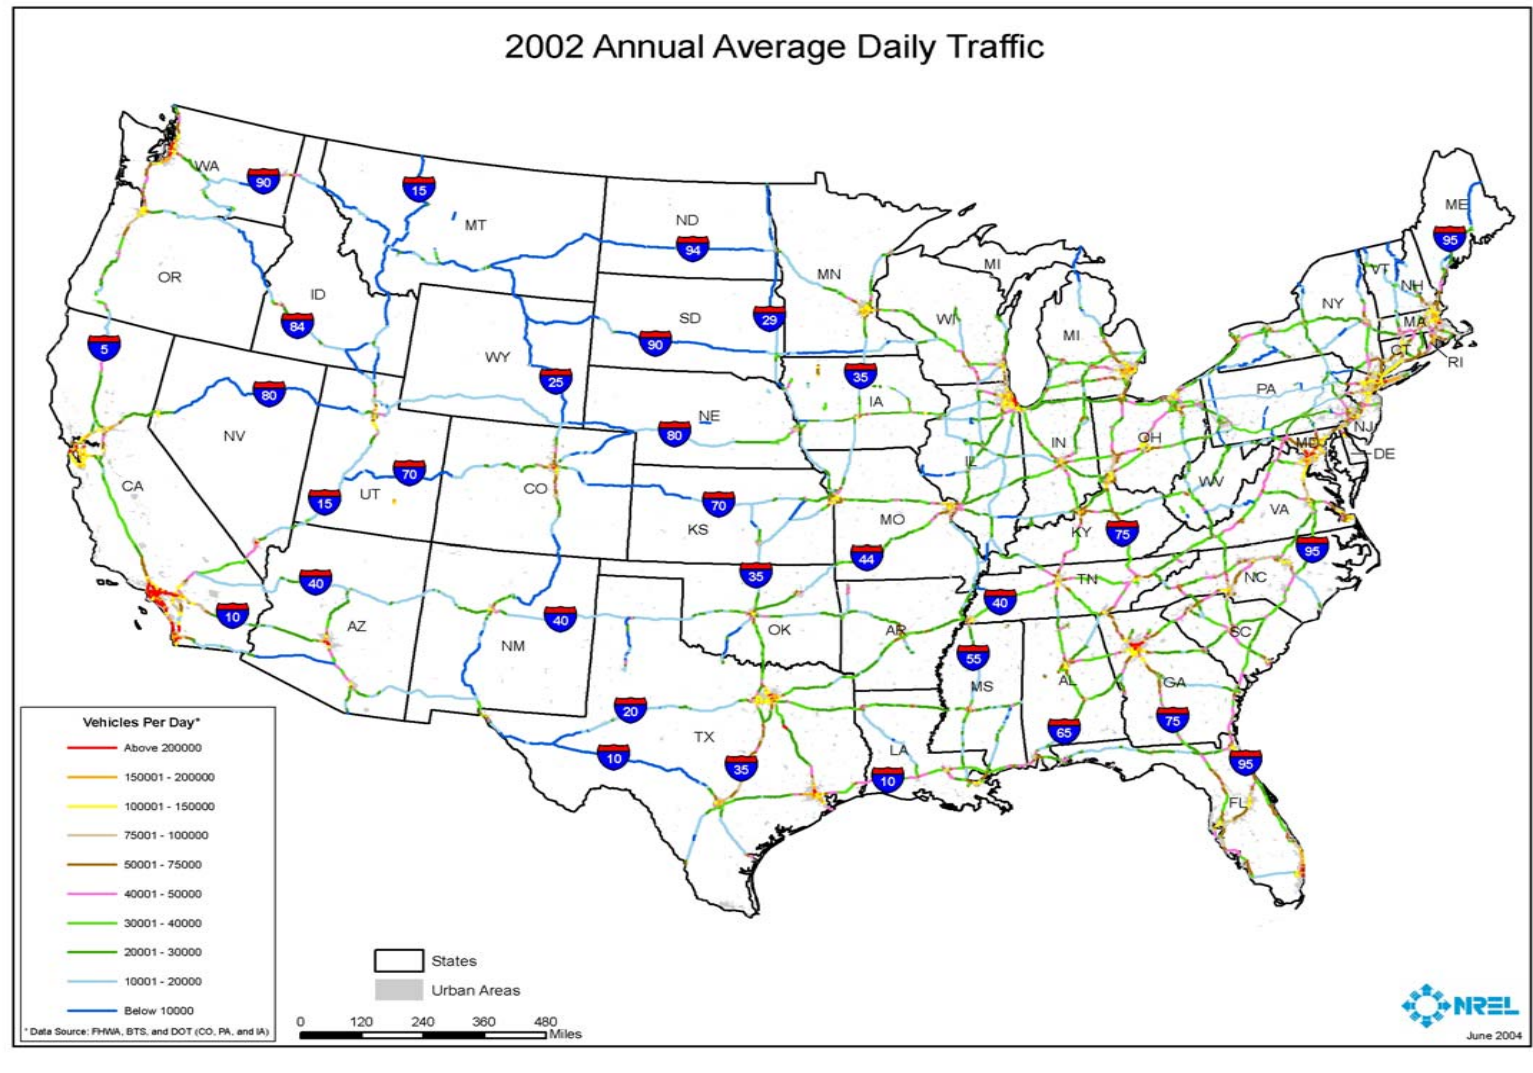 2002 Annual Average Daily Traffic
WA
90
15
MT
ND
94
MN
MI
ME
95
VT
NH
NY
MA
CT
RI
OR
ID
84
5
SD
29
90
WI
MI
WY
25
35
IA
PA
NJ
80
NV
NE
80
IL
IN
OH
MD
DE
CA
15
UT
70
CO
70
KS
MO
WV
VA
KY
75
95
44
40
35
40
TN
NC
10
AZ
NM
40
OK
AR
SC
55
MS
AL
GA
20
TX
65
75
10
35
LA
10
95
FL
Vehicles Per Day*
Above 200000
150001 - 200000
100001 - 150000
75001 - 100000
50001 - 75000
40001 - 50000
30001 - 40000
20001 - 30000
10001 - 20000
Below 10000
* Data Source: FHWA, BTS, and DOT (CO, PA, and IA)
States
Urban Areas
0 120 240 360 480
Miles
NREL
June 2004